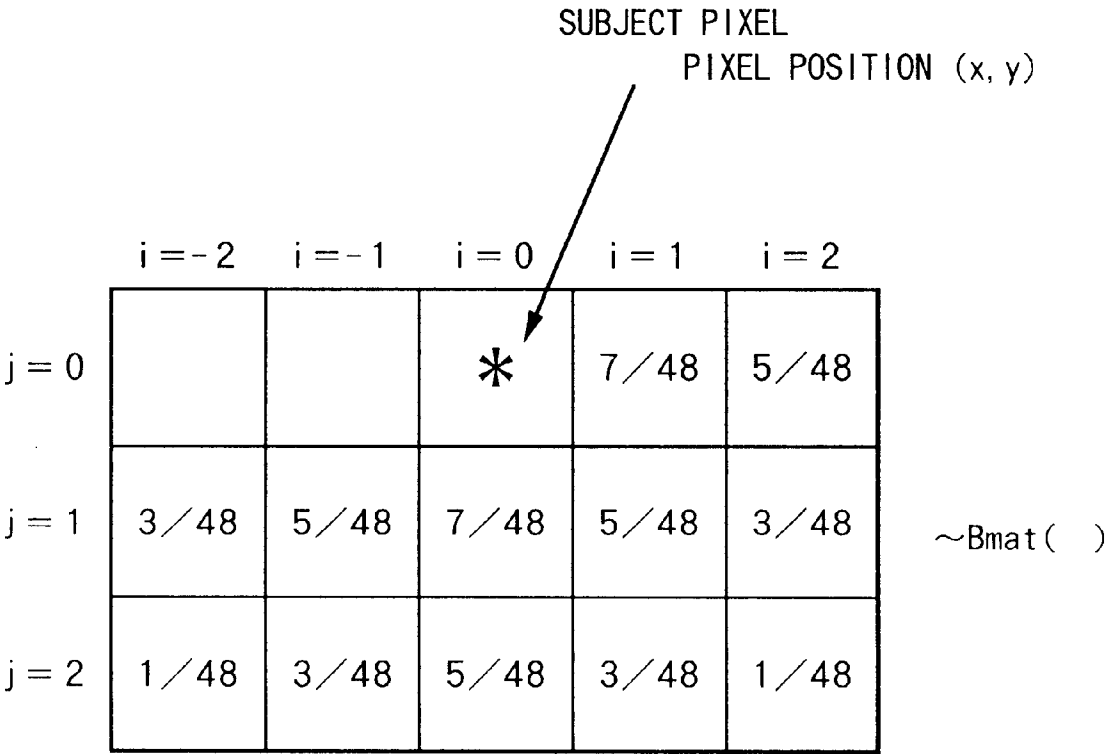 SUBJECT PIXEL
PIXEL POSITION (x, y)
i=-2 i=-1 i=0 i=1 i=2
j=0 * 7/48 5/48
j=1 3/48 5/48 7/48 5/48 3/48 ~Bmat( )
j=2 1/48 3/48 5/48 3/48 1/48